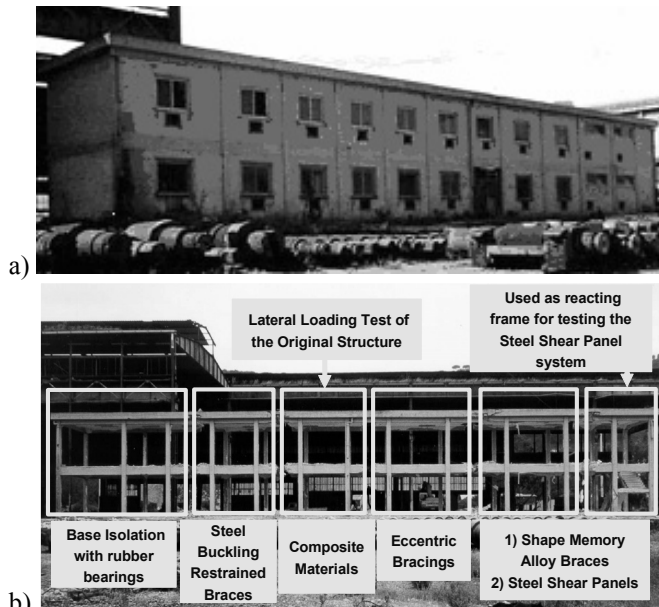 a)
Lateral Loading Test of
the Original Structure
Used as reacting
frame for testing the
Steel Shear Panel
system
Base Isolation
with rubber
bearings
Steel
Buckling
Restrained
Braces
Composite
Materials
Eccentric
Bracings
1) Shape Memory
Alloy Braces
2) Steel Shear Panels
b)